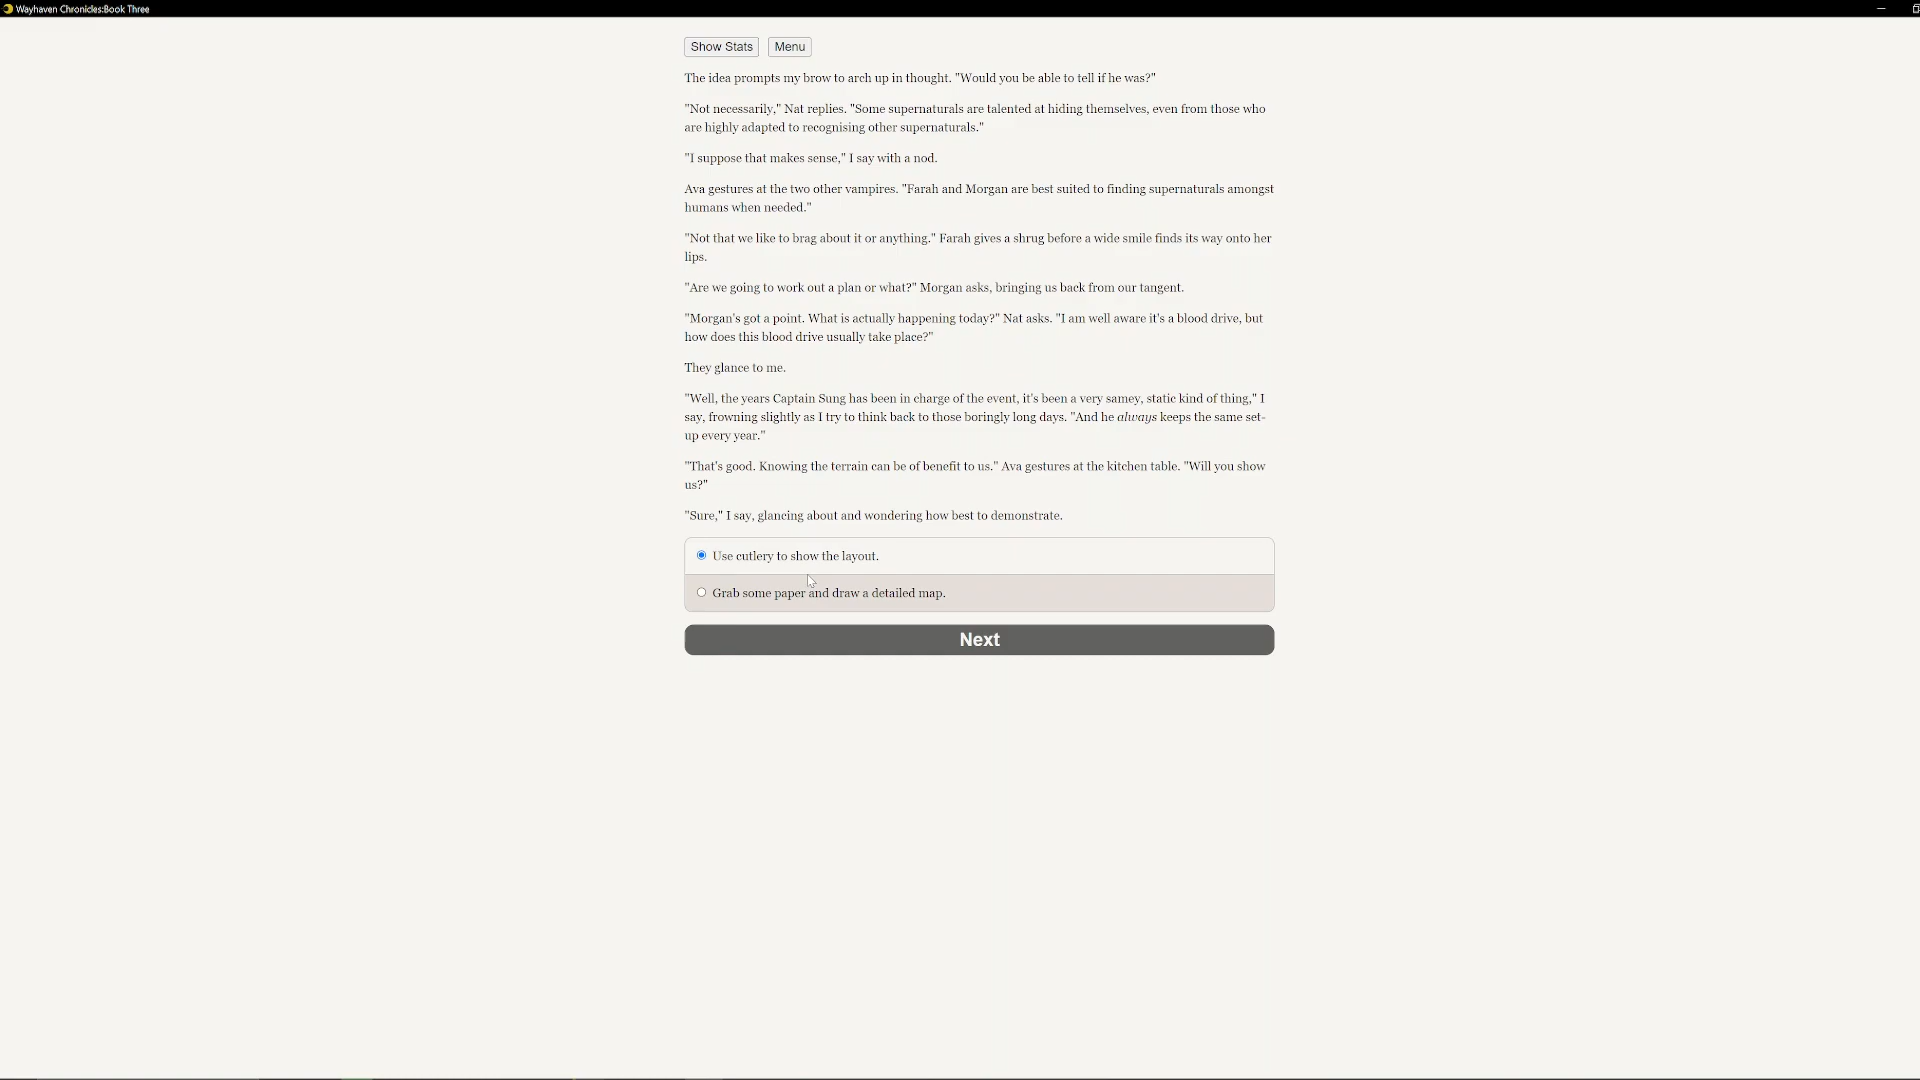 Wayhaven Chronicles:Book Three
Show Stats Menu
The idea prompts my brow to arch up in thought. "Would you be able to tell if he was?"
"Not necessarily," Nat replies. "Some supernaturals are talented at hiding themselves, even from those who
are highly adapted to recognising other supernaturals."
"I suppose that makes sense," I say with a nod.
Ava gestures at the two other vampires. "Farah and Morgan are best suited to finding supernaturals amongst
humans when needed."
"Not that we like to brag about it or anything." Farah gives a shrug before a wide smile finds its way onto her
lips.
"Are we going to work out a plan or what?" Morgan asks, bringing us back from our tangent.
"Morgan's got a point. What is actually happening today?" Nat asks. "I am well aware it's a blood drive, but
how does this blood drive usually take place?"
They glance to me.
"Well, the years Captain Sung has been in charge of the event, it's been a very samey, static kind of thing," I
say, frowning slightly as I try to think back to those boringly long days. "And he always keeps the same set-
up every year."
"That's good. Knowing the terrain can be of benefit to us." Ava gestures at the kitchen table. "Will you show
us?"
"Sure," I say, glancing about and wondering how best to demonstrate.
Use cutlery to show the layout.
Grab some paper and draw a detailed map.
Next